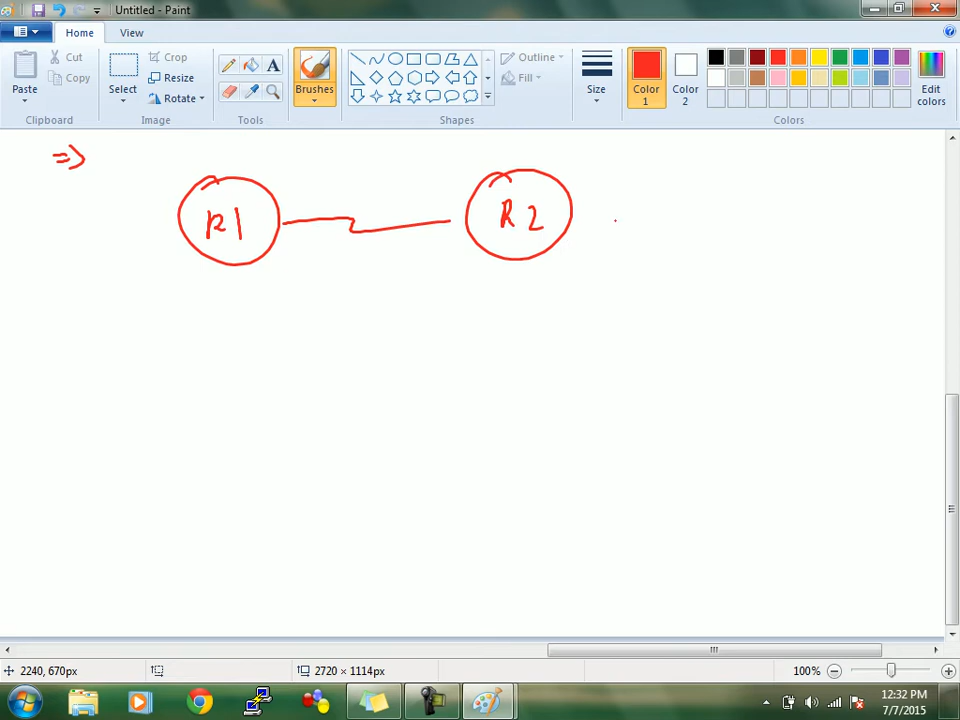 Untitled - Paint
Home View
Cut
Copy
Paste
Clipboard
Crop
Resize
Rotate
Select
Image
A
Tools
Brushes
Outline
Fill
Shapes
Size
Color 1
Color 2
Edit colors
Colors
=>
R1
R2
2240, 670px
2720 × 1114px
100%
12:32 PM
7/7/2015